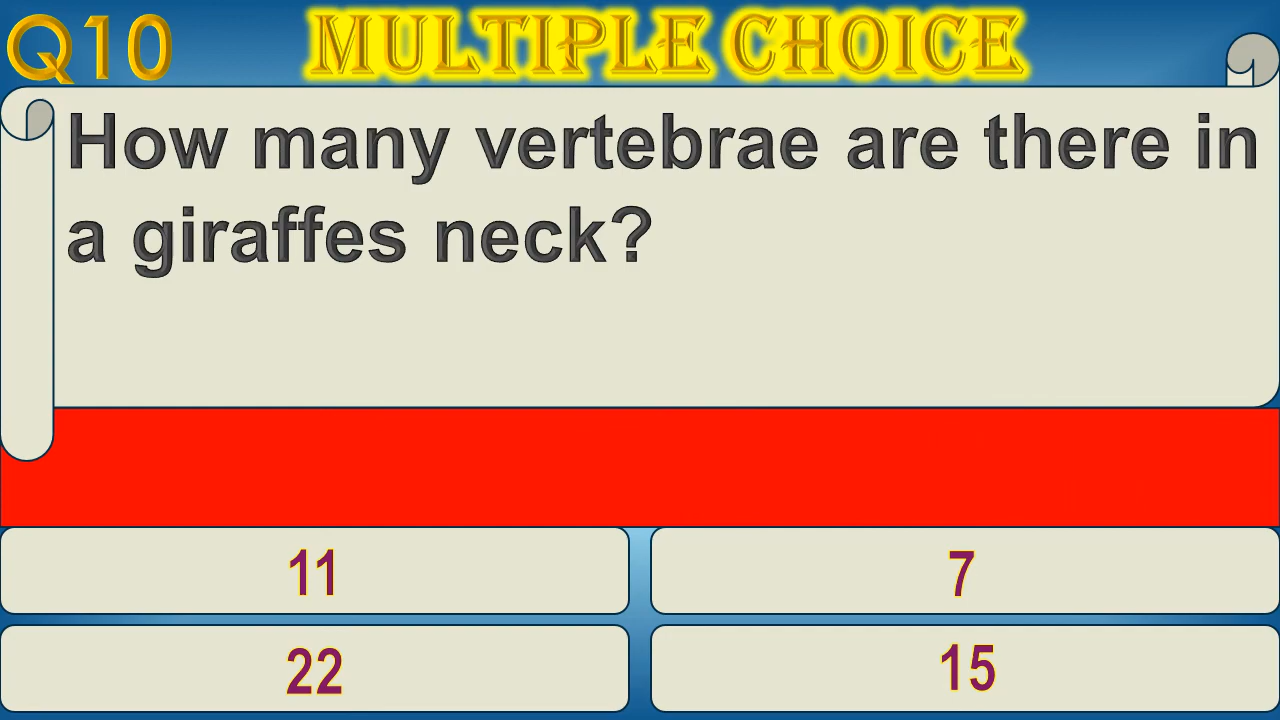 Q10 MULTIPLE CHOICE
How many vertebrae are there in
a giraffes neck?
11
7
22
15